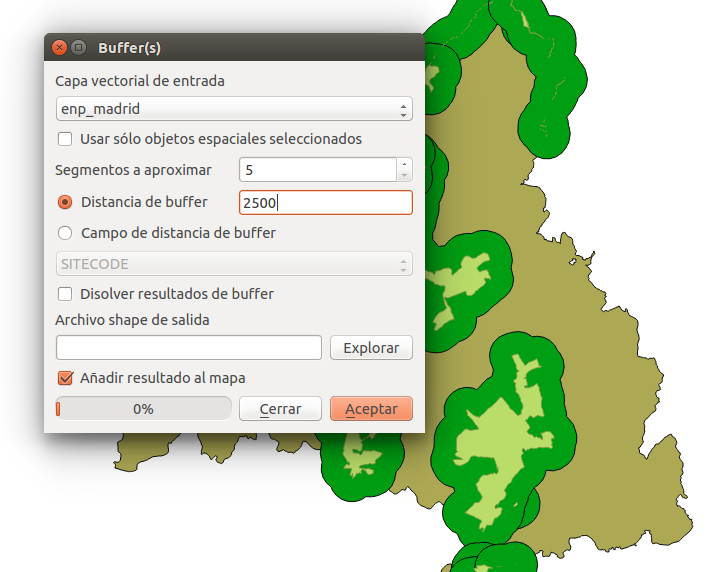 Buffer(s)
Capa vectorial de entrada
enp_madrid
Usar sólo objetos espaciales seleccionados
Segmentos a aproximar 5
Distancia de buffer 2500
Campo de distancia de buffer
SITECODE
Disolver resultados de buffer
Archivo shape de salida
Explorar
Añadir resultado al mapa
0% Cerrar Aceptar